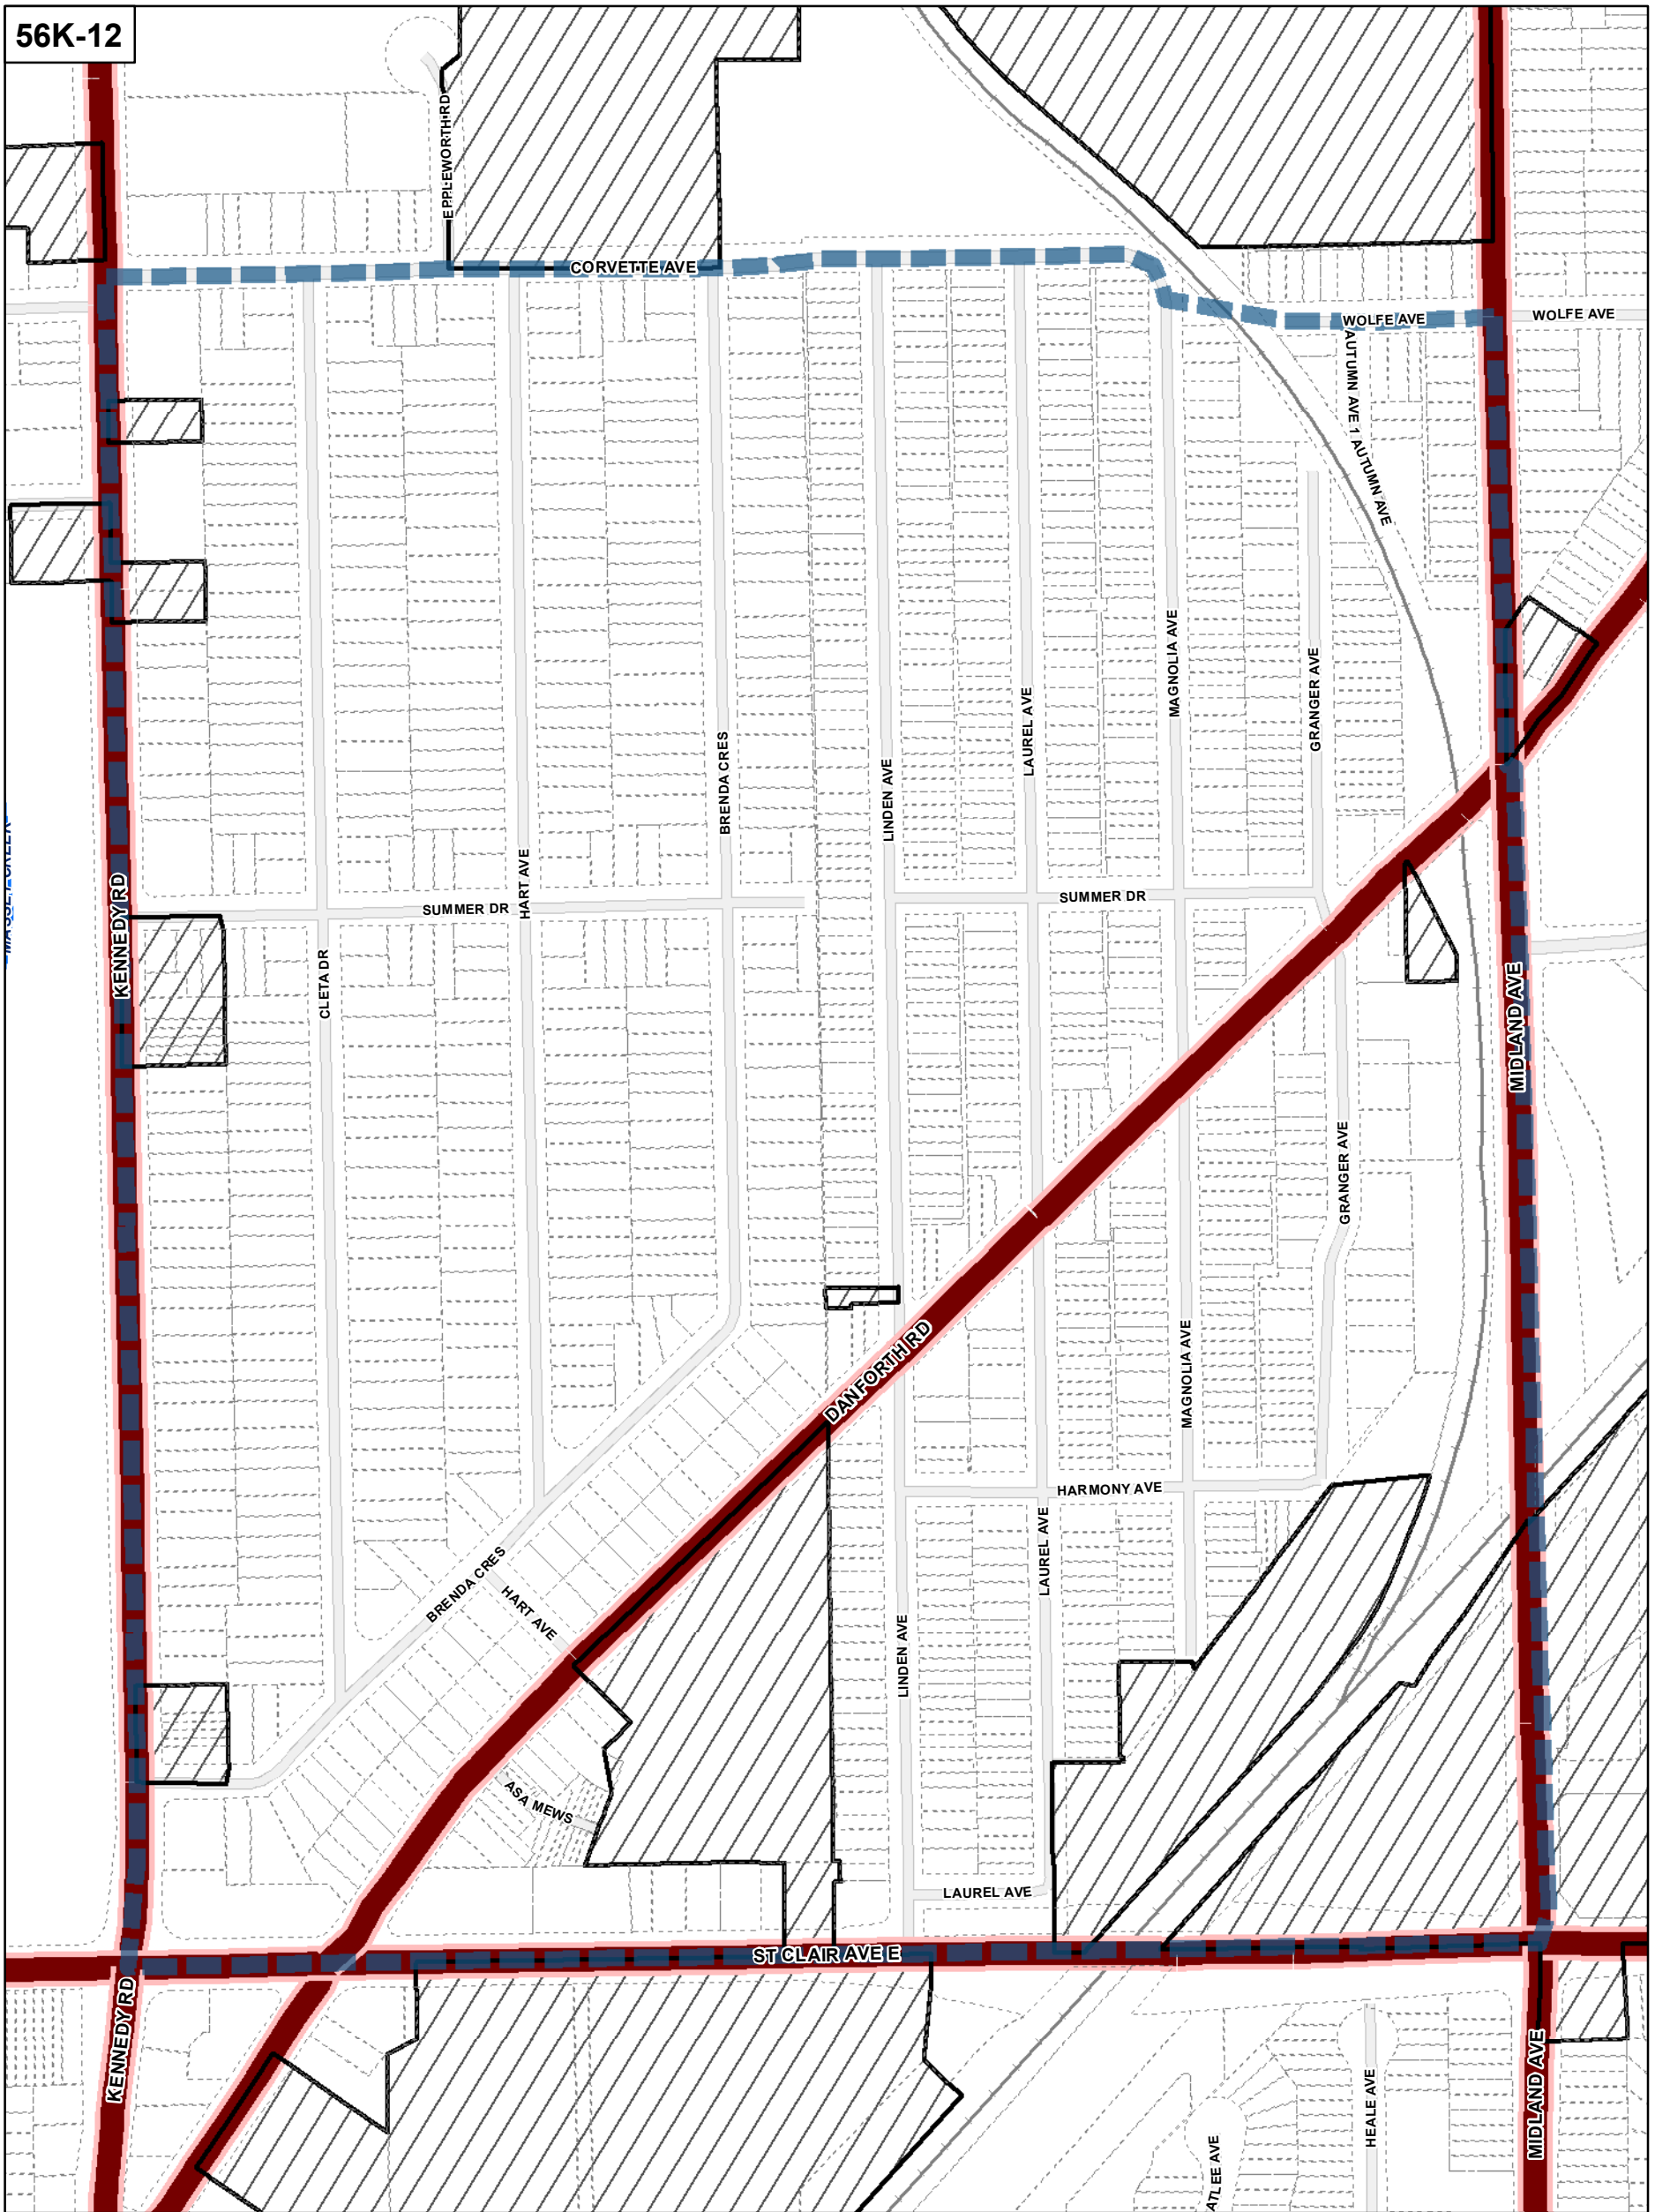 56K-12
EPPLEWORTH RD
CORVETTE AVE
WOLFE AVE
WOLFE AVE
AUTUMN AVE 1
AUTUMN AVE
MAGNOLIA AVE
GRANGER AVE
LAUREL AVE
BRENDA CRES
LINDEN AVE
KENNEDY RD
HART AVE
SUMMER DR
SUMMER DR
CLETA DR
MIDLAND AVE
GRANGER AVE
DANFORTH RD
MAGNOLIA AVE
HARMONY AVE
LAUREL AVE
BRENDA CRES
HART AVE
LINDEN AVE
ASA MEWS
LAUREL AVE
ST CLAIR AVE E
KENNEDY RD
HEALE AVE
MIDLAND AVE
ATLEE AVE